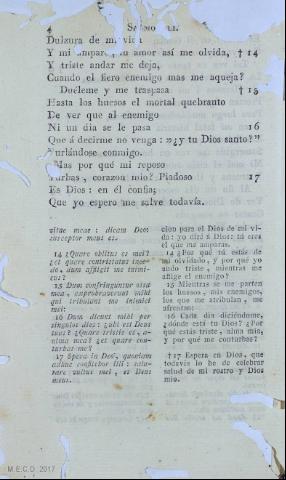 4 SALMO
Dulzura de mi vida
Y mi amparo, tu amor así me olvida, † 14
Y triste andar me deja,
Cuando el fiero enemigo mas me aqueja?
Duéleme y me traspasa † 15
Hasta los huesos el mortal quebranto
De ver que al enemigo
Ni un dia se le pasa 16
Que á decirme no venga: »¿y tu Dios santo?”
Burlándose conmigo.
Mas por qué mi reposo
Turbas, corazon mio? Piadoso 17
Es Dios: en él confia;
Que yo espero me salve todavía.
vitae meae: dicam Deo:
susceptor meus es.
14 ¿Quare oblitus es mei?
¿et quare contristatus ince-
do, dum affligit me inimi-
cus?
15 Dum confringuntur ossa
mea, exprobraverunt mihi
qui tribulant me inimici
mei:
16 Dum dicunt mihi per
singulos dies: ¿ubi est Deus
tuus? ¿quare tristis es, a-
nima mea? ¿et quare con-
turbas me?
17 Spera in Deo, quoniam
adhuc confitebor illi: salu-
tare vultus mei, et Deus
meus.
cion para el Dios de mi vi-
da: yo diré á Dios: tú eres
el que me amparas.
14 ¿Por qué tú estás de
mí olvidado, y por qué yo
ando triste, mientras me
aflige el enemigo?
15 Mientras se me parten
los huesos, mis enemigos,
los que me atribulan, me
afrentan:
16 Cada dia diciéndome,
¿dónde está tu Dios? ¿Por
qué estás triste, alma mia,
y por qué me conturbas?
†17 Espera en Dios, que
todavía lo he de celebrar
salud de mi rostro y Dios
mio.
M.E.C.D. 2017